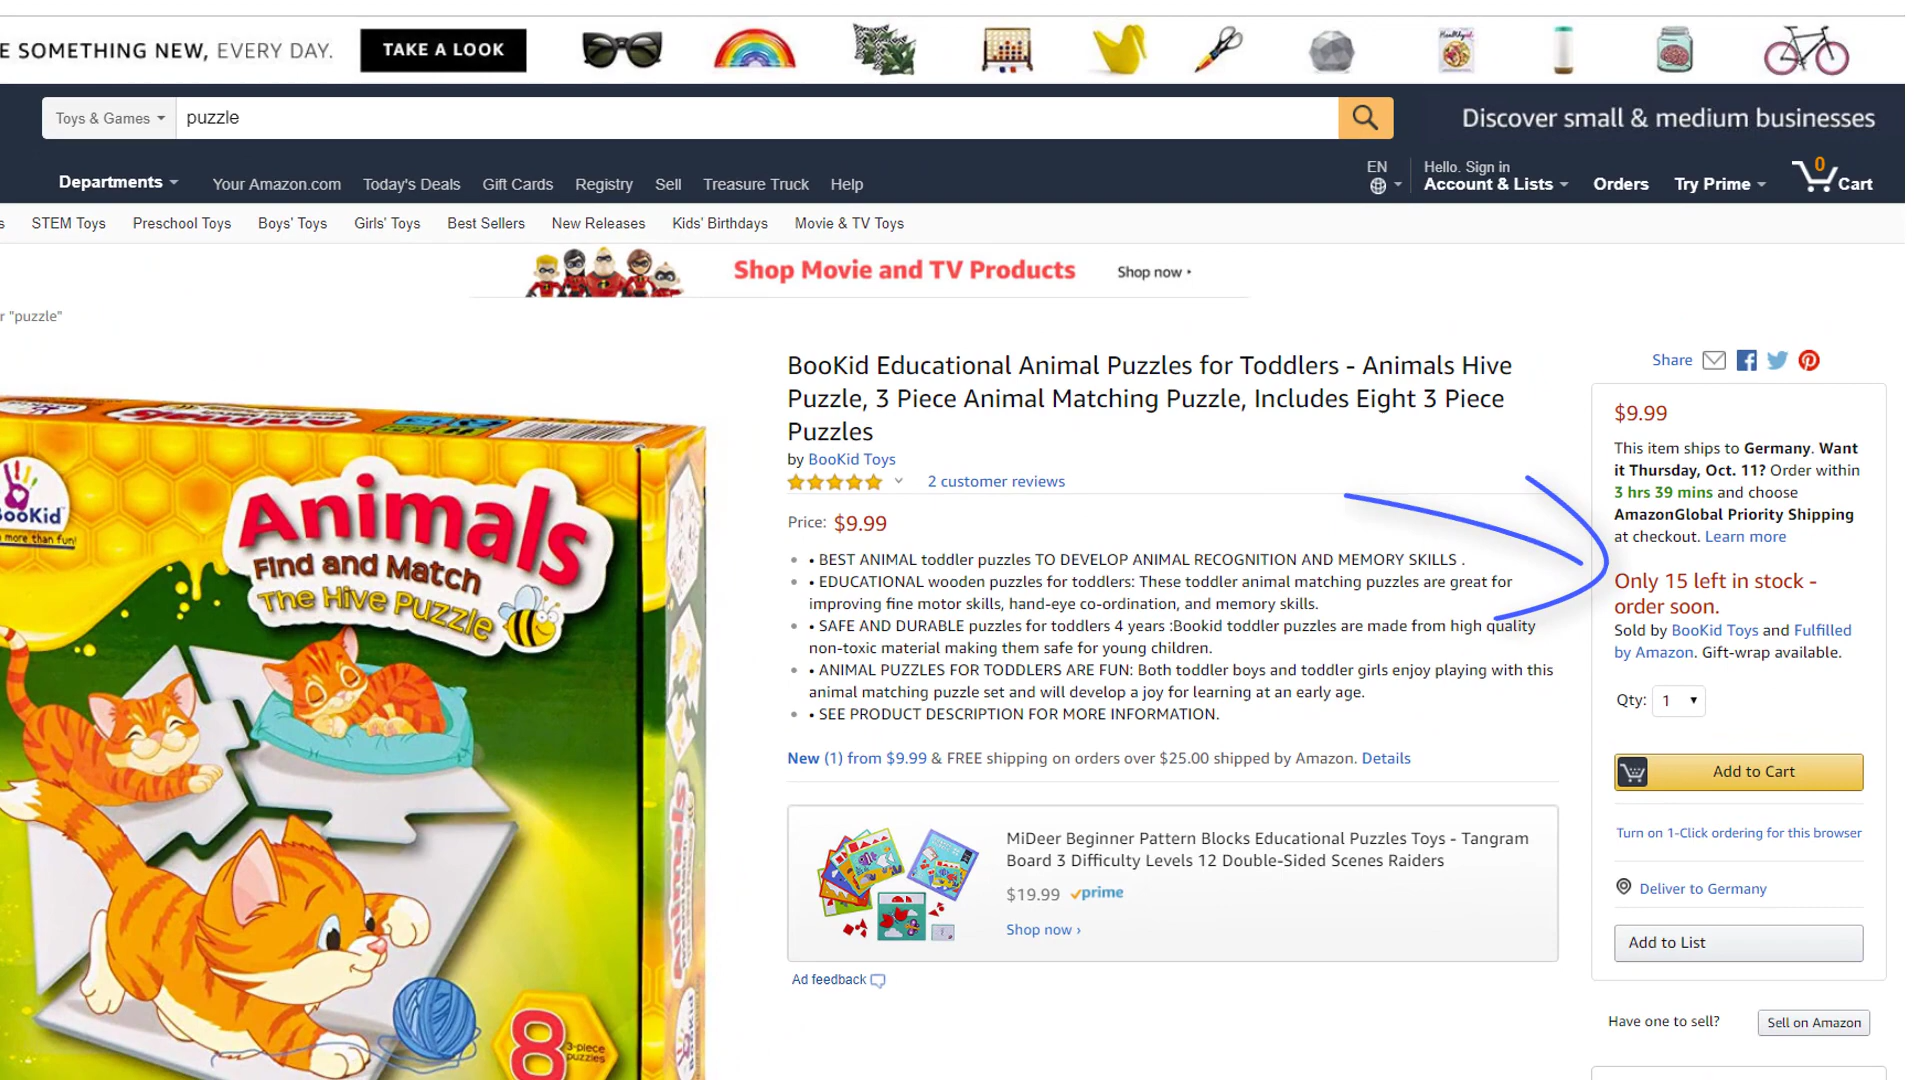 E SOMETHING NEW, EVERY DAY.
TAKE A LOOK
Healthyish
Toys & Games
puzzle
Discover small & medium businesses
Departments
Your Amazon.com
Today's Deals
Gift Cards
Registry
Sell
Treasure Truck
Help
EN
Hello. Sign in
Account & Lists
Orders
Try Prime
0
Cart
s
STEM Toys
Preschool Toys
Boys' Toys
Girls' Toys
Best Sellers
New Releases
Kids' Birthdays
Movie & TV Toys
Shop Movie and TV Products
Shop now
r "puzzle"
Animals
BooKid
more than fun!
Animals
Find and Match
The Hive Puzzle
Animals
BooKid
8
3-piece
puzzles
BooKid Educational Animal Puzzles for Toddlers - Animals Hive
Puzzle, 3 Piece Animal Matching Puzzle, Includes Eight 3 Piece
Puzzles
by BooKid Toys
2 customer reviews
Price: $9.99
• • BEST ANIMAL toddler puzzles TO DEVELOP ANIMAL RECOGNITION AND MEMORY SKILLS .
• • EDUCATIONAL wooden puzzles for toddlers: These toddler animal matching puzzles are great for
improving fine motor skills, hand-eye co-ordination, and memory skills.
• • SAFE AND DURABLE puzzles for toddlers 4 years :Bookid toddler puzzles are made from high quality
non-toxic material making them safe for young children.
• • ANIMAL PUZZLES FOR TODDLERS ARE FUN: Both toddler boys and toddler girls enjoy playing with this
animal matching puzzle set and will develop a joy for learning at an early age.
• • SEE PRODUCT DESCRIPTION FOR MORE INFORMATION.
New (1) from $9.99 & FREE shipping on orders over $25.00 shipped by Amazon. Details
MiDeer Beginner Pattern Blocks Educational Puzzles Toys - Tangram
Board 3 Difficulty Levels 12 Double-Sided Scenes Raiders
$19.99 prime
Shop now ›
Ad feedback
Share
$9.99
This item ships to Germany. Want
it Thursday, Oct. 11? Order within
3 hrs 39 mins and choose
AmazonGlobal Priority Shipping
at checkout. Learn more
Only 15 left in stock -
order soon.
Sold by BooKid Toys and Fulfilled
by Amazon. Gift-wrap available.
Qty: 1
Add to Cart
Turn on 1-Click ordering for this browser
Deliver to Germany
Add to List
Have one to sell?
Sell on Amazon